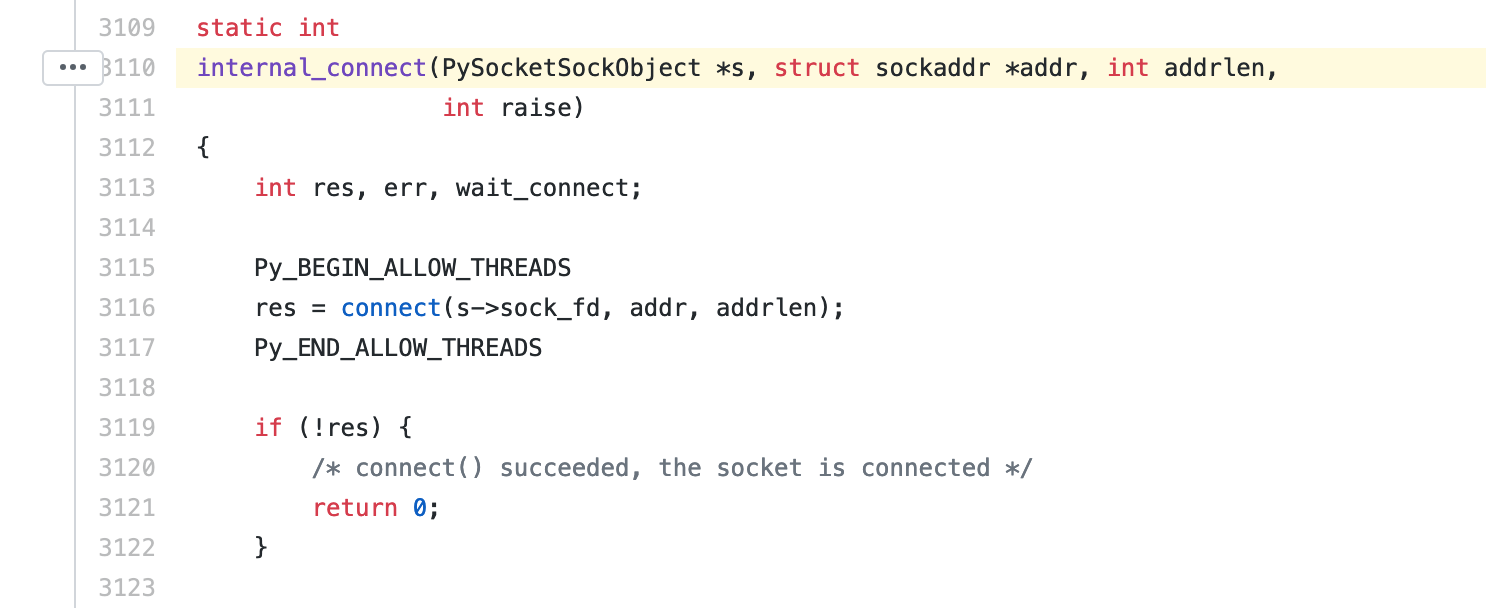 3109 static int
3110 internal_connect(PySocketSockObject *s, struct sockaddr *addr, int addrlen,
3111                  int raise)
3112 {
3113     int res, err, wait_connect;
3114
3115     Py_BEGIN_ALLOW_THREADS
3116     res = connect(s->sock_fd, addr, addrlen);
3117     Py_END_ALLOW_THREADS
3118
3119     if (!res) {
3120         /* connect() succeeded, the socket is connected */
3121         return 0;
3122     }
3123